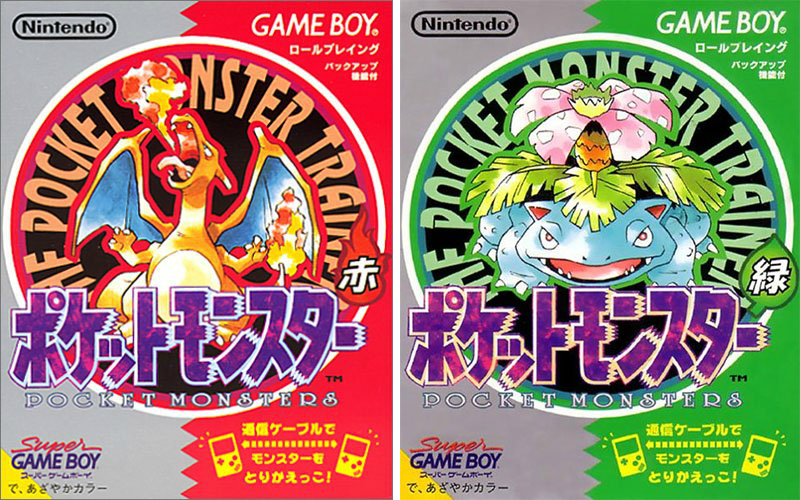 Nintendo®
GAME BOY®
ロールプレイング
バックアップ
機能付
THE POCKET MONSTER TRAINER
赤
ポケットモンスター
TM
POCKET MONSTERS
Super
GAME BOY
スーパーゲームボーイ
で、あざやかカラー
通信ケーブルで
モンスターを
とりかえっこ!
Nintendo®
GAME BOY®
ロールプレイング
バックアップ
機能付
THE POCKET MONSTER TRAINER
緑
ポケットモンスター
TM
POCKET MONSTERS
Super
GAME BOY
スーパーゲームボーイ
で、あざやかカラー
通信ケーブルで
モンスターを
とりかえっこ!